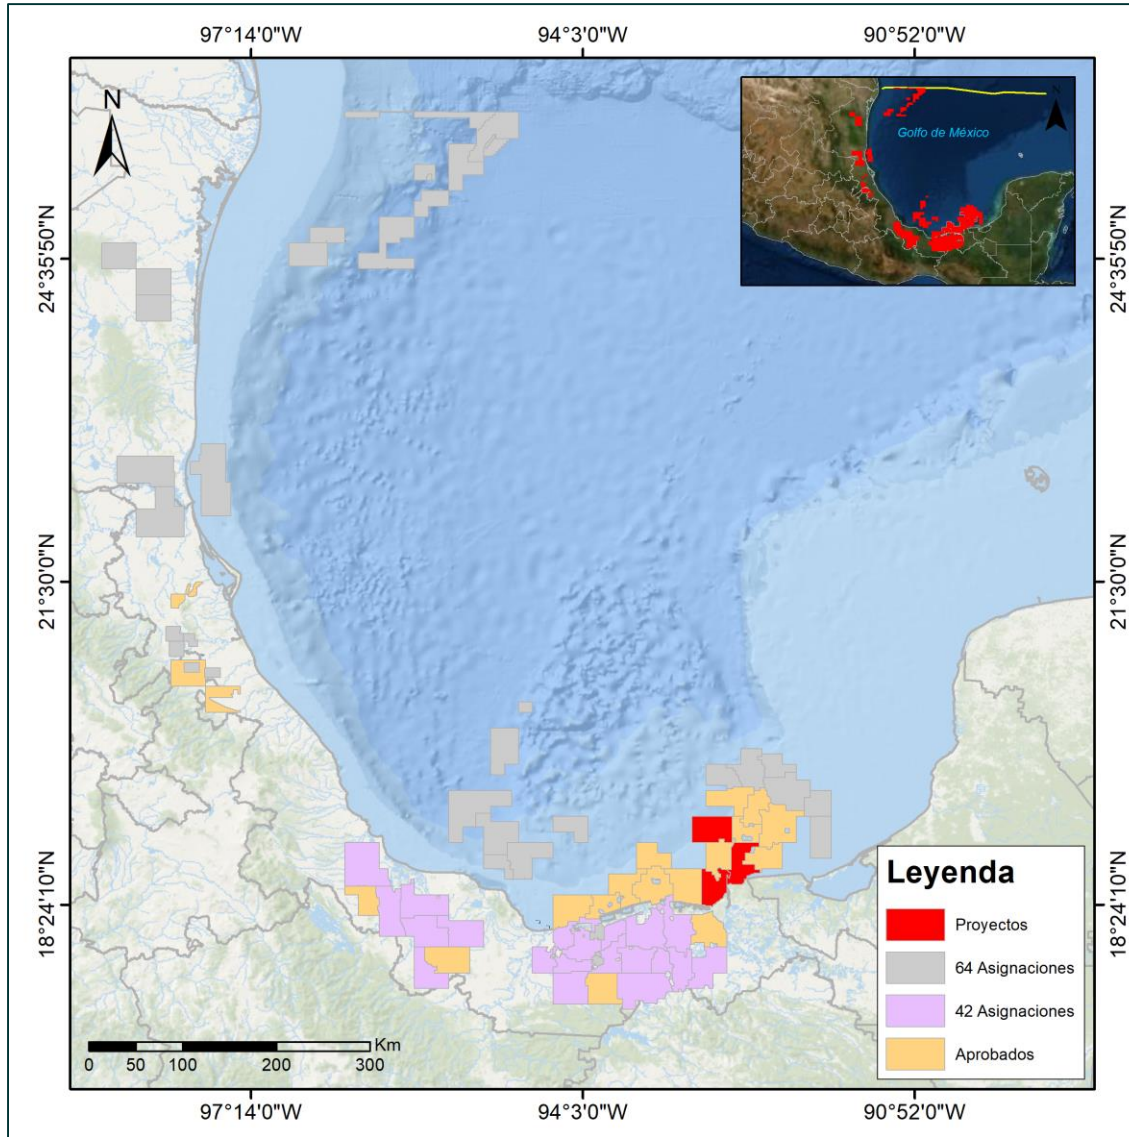 97°14'0"W
94°3'0"W
90°52'0"W
N
N
Golfo de México
24°35'50"N
24°35'50"N
21°30'0"N
21°30'0"N
18°24'10"N
18°24'10"N
Leyenda
Proyectos
64 Asignaciones
42 Asignaciones
Aprobados
Km
0 50 100 200 300
97°14'0"W
94°3'0"W
90°52'0"W